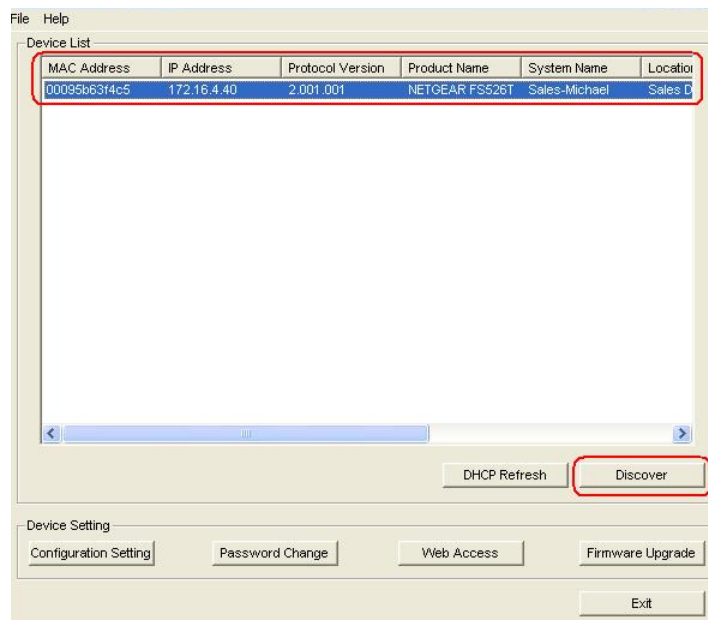 File Help
Device List
MAC Address IP Address Protocol Version Product Name System Name Location
00095b63f4c5 172.16.4.40 2.001.001 NETGEAR FS526T Sales-Michael Sales D
DHCP Refresh Discover
Device Setting
Configuration Setting Password Change Web Access Firmware Upgrade
Exit